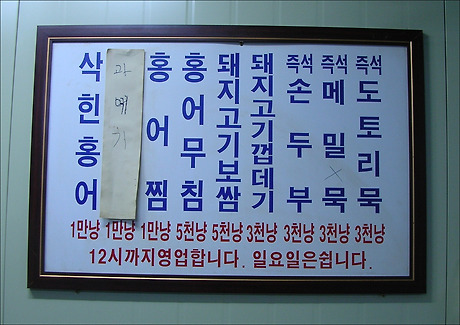 삭힌홍어
과메기
홍어찜
홍어무침
돼지고기보쌈
돼지고기껍데기
즉석손두부
즉석메밀묵
즉석도토리묵
1만냥 1만냥 1만냥 5천냥 5천냥 3천냥 3천냥 3천냥 3천냥
12시까지영업합니다. 일요일은쉽니다.